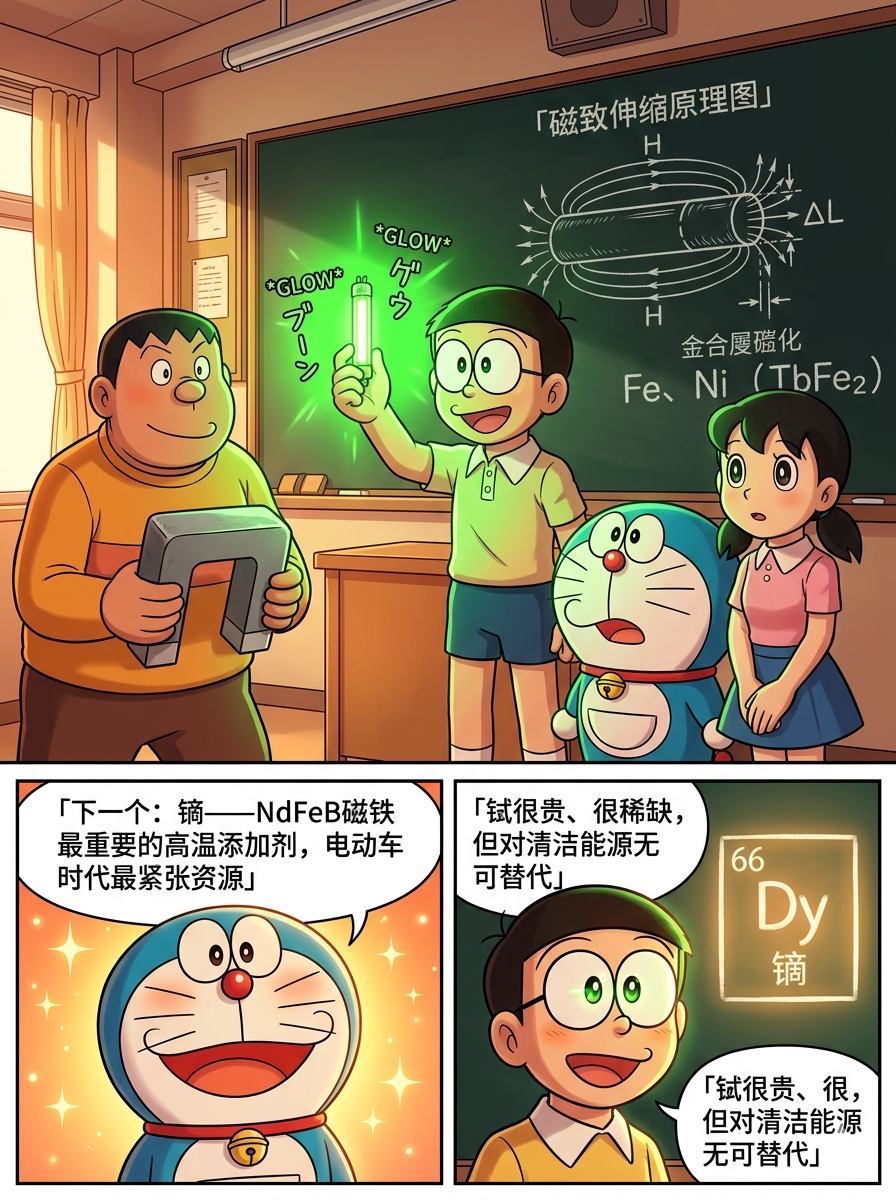 「磁致伸缩原理图」
H
ΔL
H
金合屡磁化
Fe、Ni（TbFe₂）
*GLOW*
ゲゥ
*GLOW*
ブーン
「下一个：镝——NdFeB磁铁
最重要的高温添加剂，电动车
时代最紧张资源」
「铽很贵、很稀缺，
但对清洁能源无
可替代」
66
Dy
镝
「铽很贵、很，
但对清洁能源
无可替代」